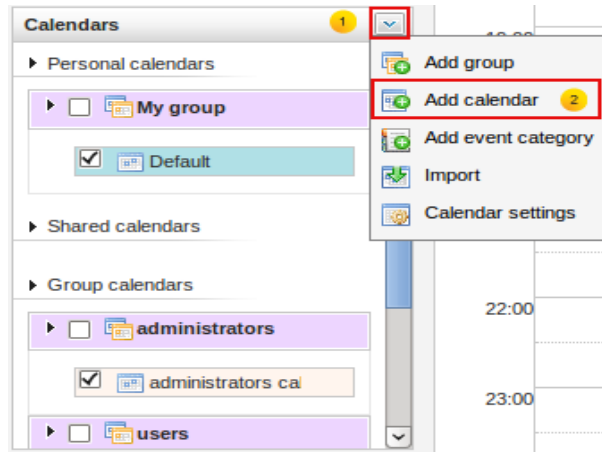 Calendars 1
Personal calendars
My group
Default
Shared calendars
Group calendars
administrators
administrators ca
users
Add group
Add calendar 2
Add event category
Import
Calendar settings
22:00
23:00